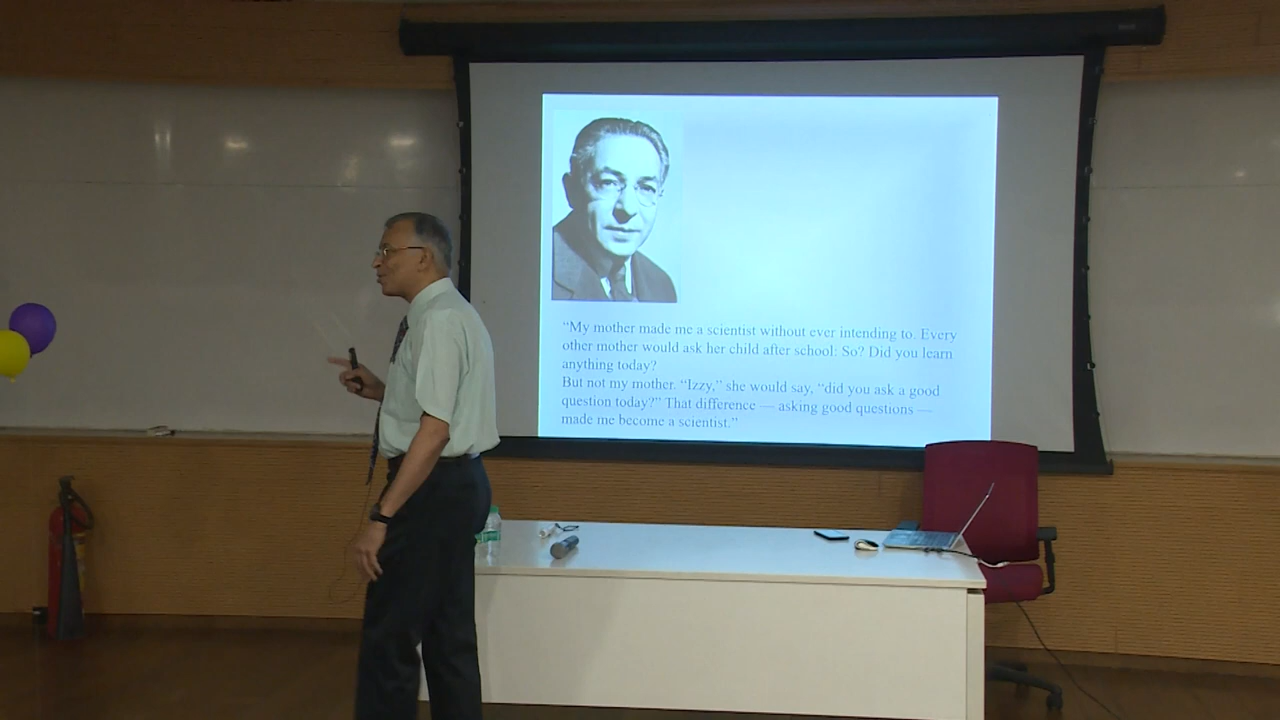 “My mother made me a scientist without ever intending to. Every
other mother would ask her child after school: So? Did you learn
anything today?
But not my mother. “Izzy,” she would say, “did you ask a good
question today?” That difference — asking good questions —
made me become a scientist.”